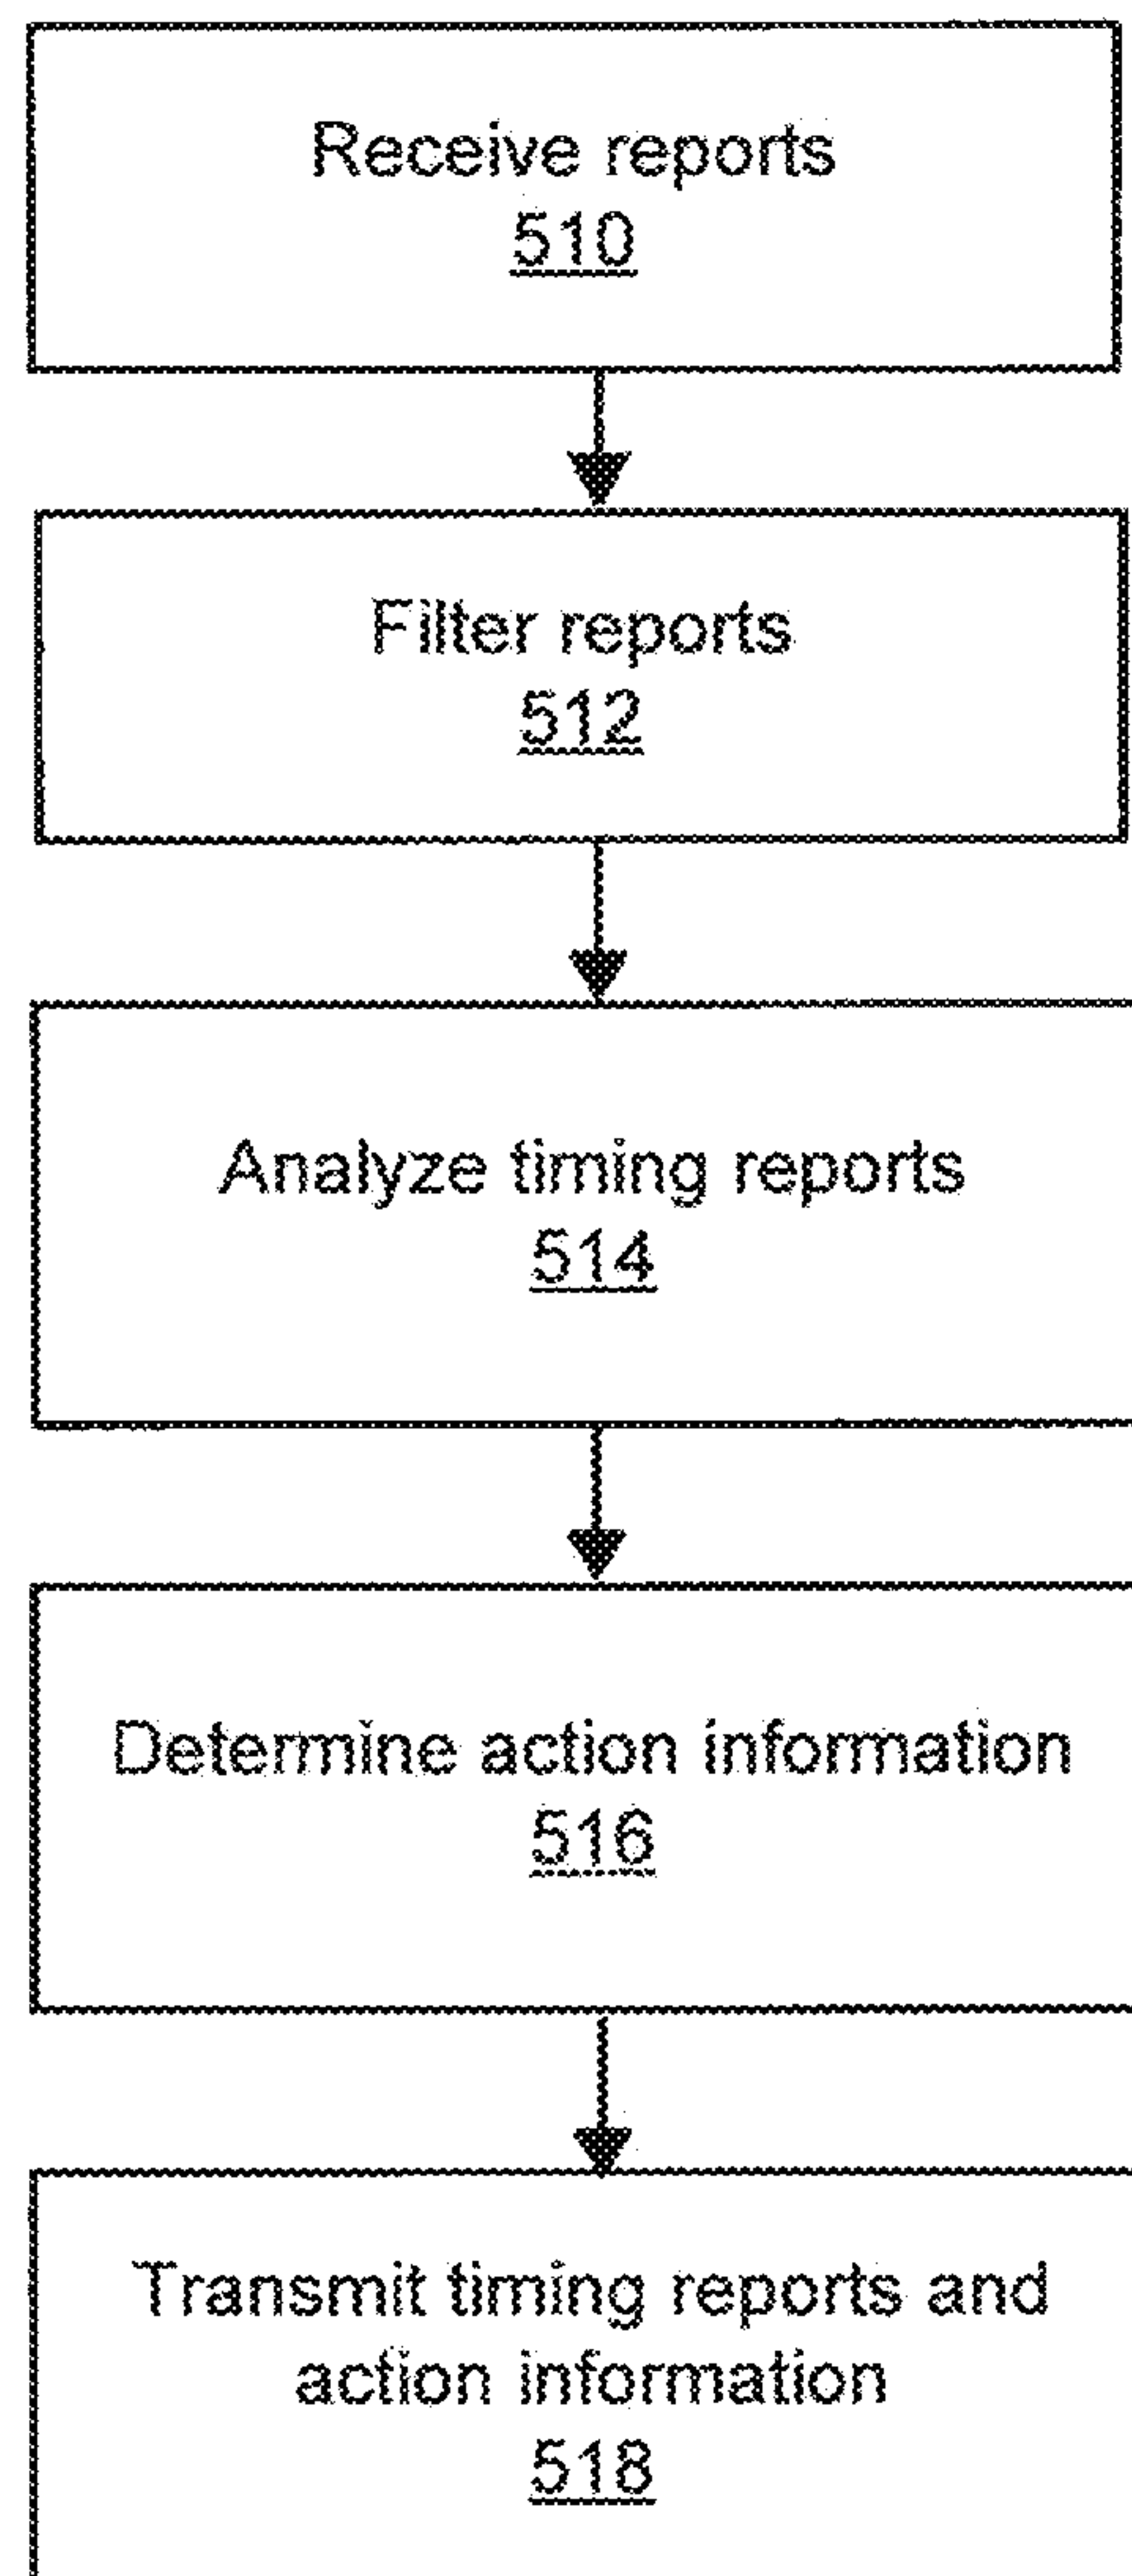 Receive reports
510
Filter reports
512
Analyze timing reports
514
Determine action information
516
Transmit timing reports and
action information
518